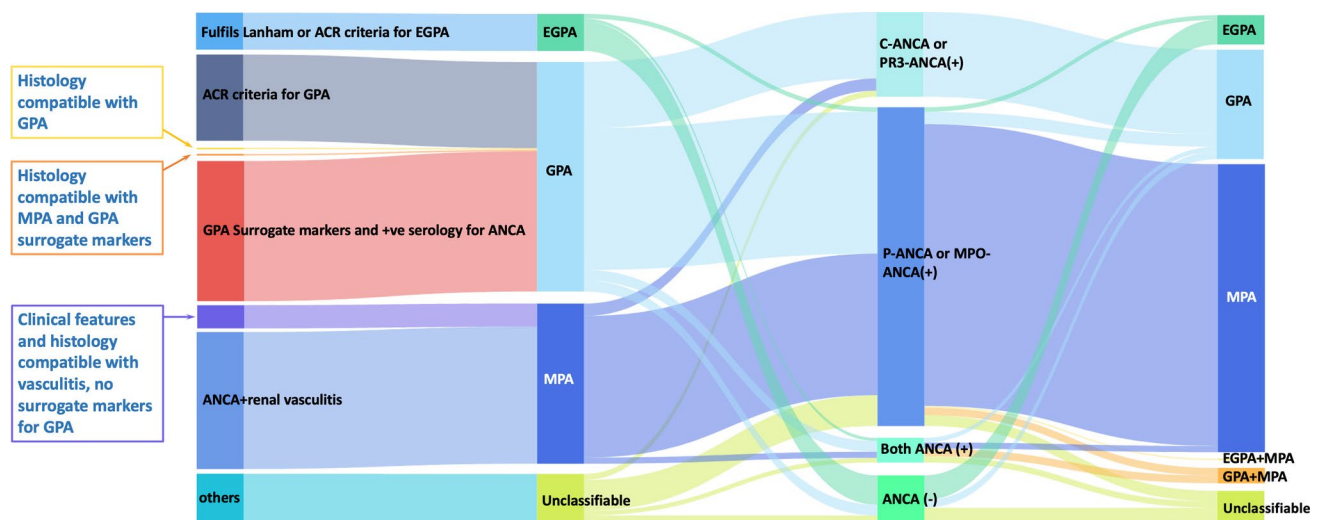 Fulfils Lanham or ACR criteria for EGPA
ACR criteria for GPA
Histology
compatible with
GPA
Histology
compatible with
MPA and GPA
surrogate markers
GPA Surrogate markers and +ve serology for ANCA
Clinical features
and histology
compatible with
vasculitis, no
surrogate markers
for GPA
ANCA+renal vasculitis
others
EGPA
GPA
MPA
Unclassifiable
C-ANCA or
PR3-ANCA(+)
P-ANCA or MPO-
ANCA(+)
Both ANCA (+)
ANCA (-)
EGPA
GPA
MPA
EGPA+MPA
GPA+MPA
Unclassifiable